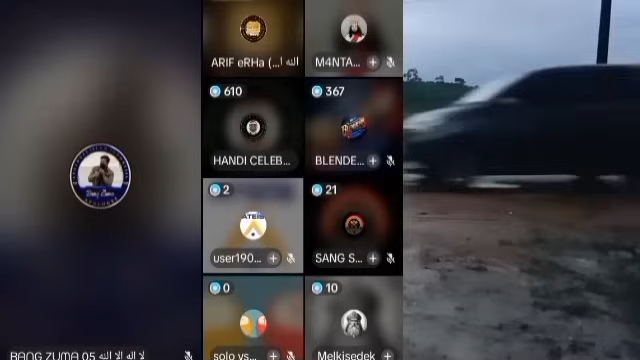 ARIF eRHa (...الله ا
M4NTA...
610
367
HANDI CELEB...
BLENDE...
2
21
user190...
SANG S...
0
10
solo vs...
Melkisedek
BANG ZUMA 05 لا اله الا الله